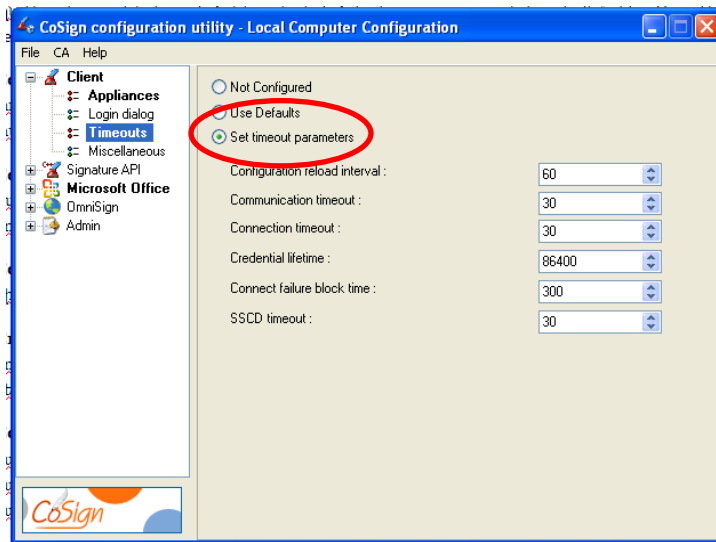 CoSign configuration utility - Local Computer Configuration
File CA Help
Client
Appliances
Login dialog
Timeouts
Miscellaneous
Signature API
Microsoft Office
OmniSign
Admin
Not Configured
Use Defaults
Set timeout parameters
Configuration reload interval : 60
Communication timeout : 30
Connection timeout : 30
Credential lifetime : 86400
Connect failure block time : 300
SSCD timeout : 30
CoSign